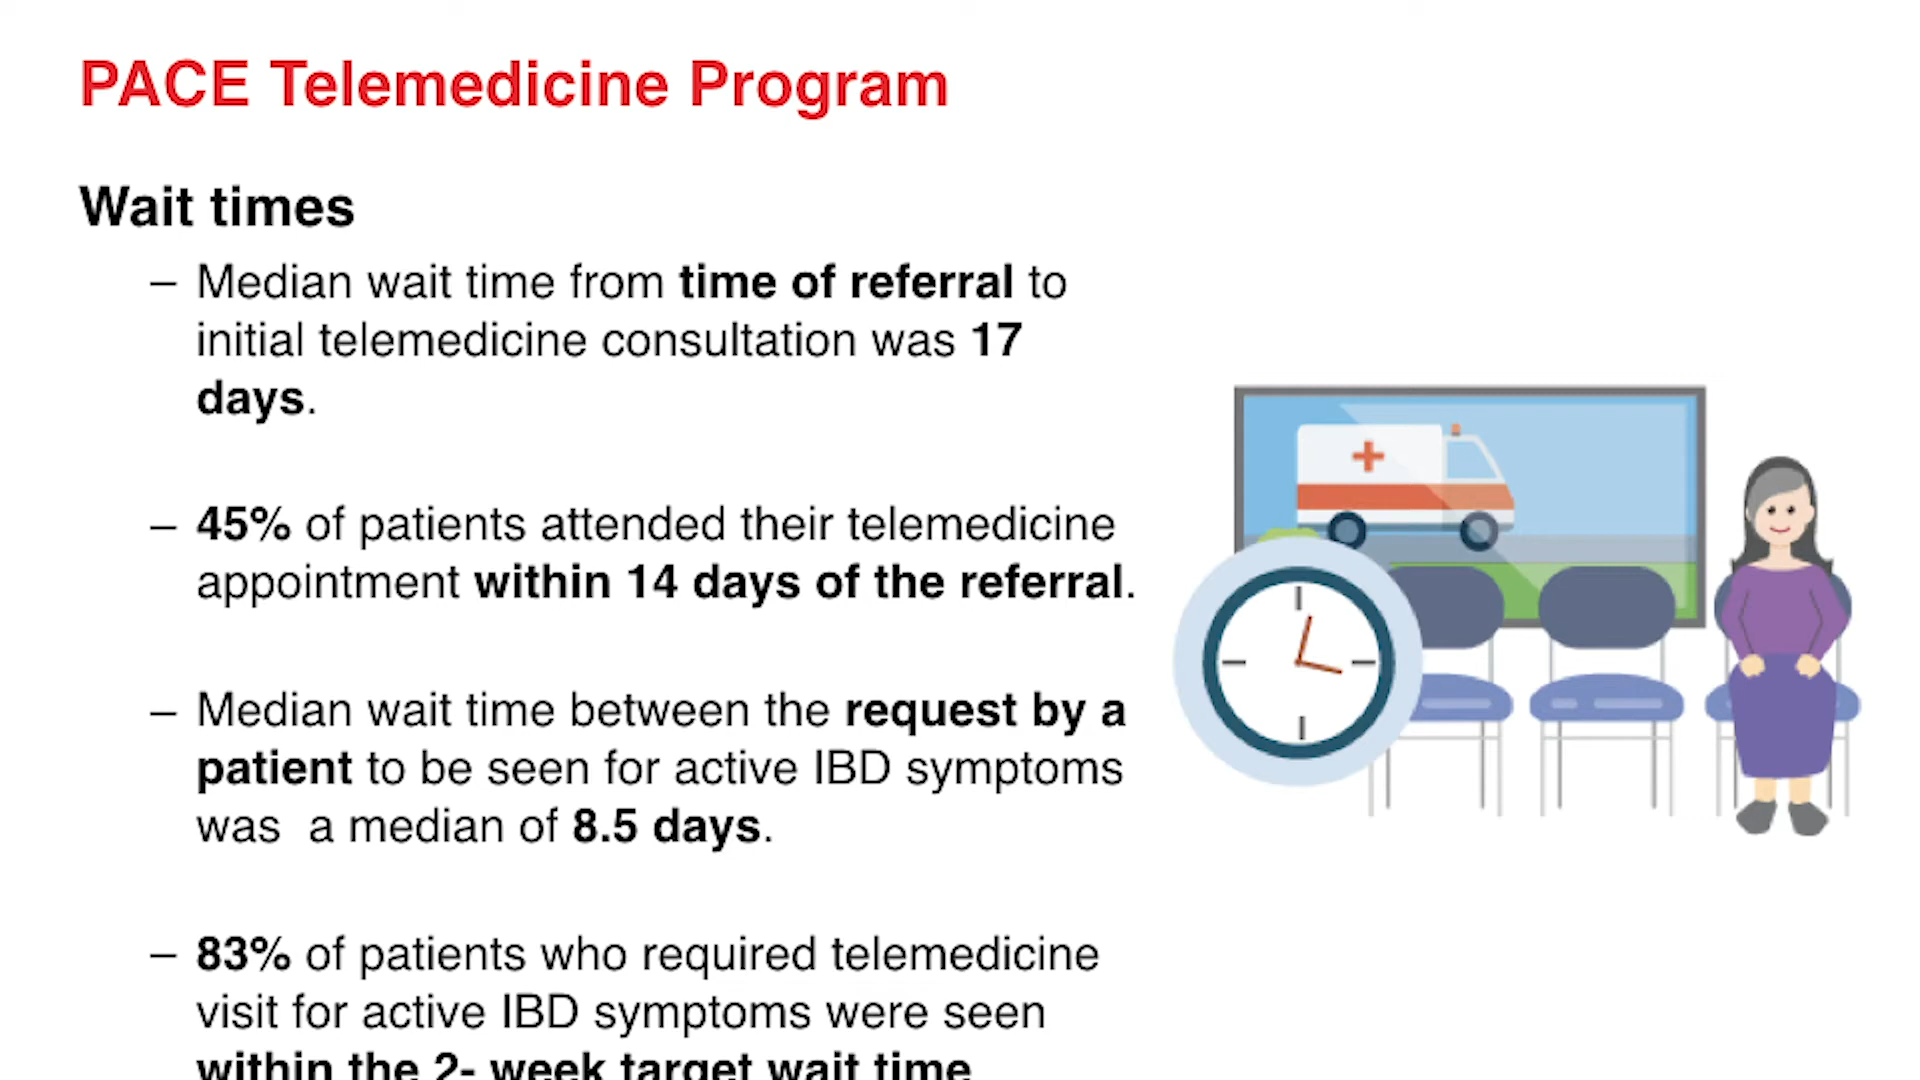 PACE Telemedicine Program
Wait times
– Median wait time from time of referral to
initial telemedicine consultation was 17
days.
– 45% of patients attended their telemedicine
appointment within 14 days of the referral.
– Median wait time between the request by a
patient to be seen for active IBD symptoms
was  a median of 8.5 days.
– 83% of patients who required telemedicine
visit for active IBD symptoms were seen
within the 2- week target wait time